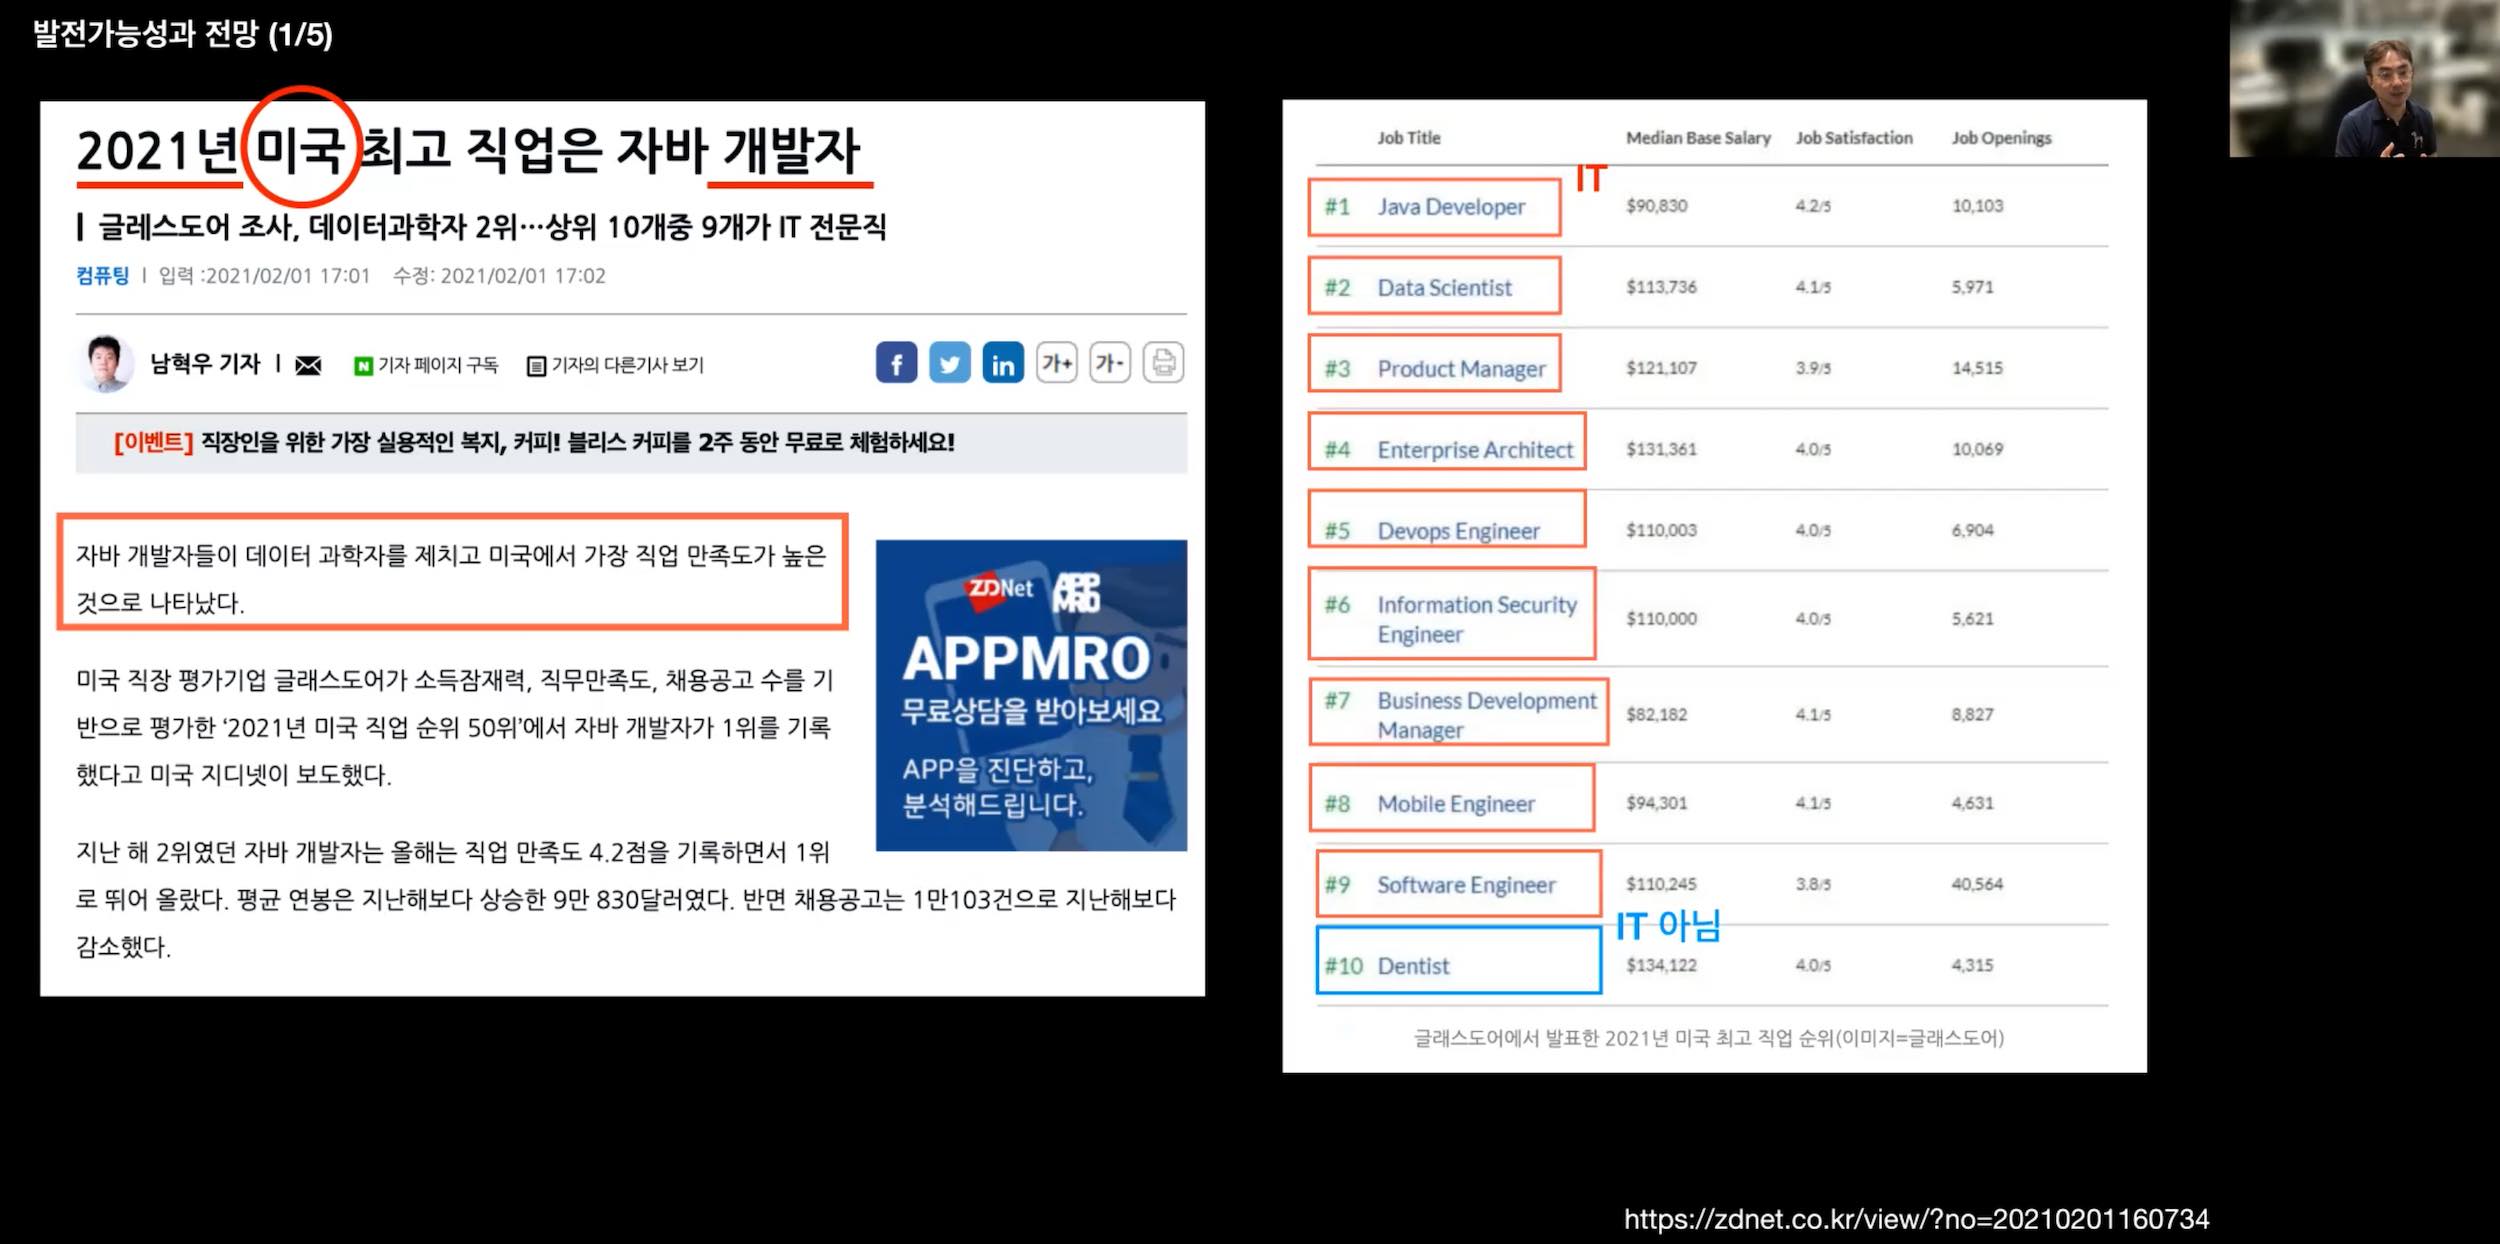 발전가능성과 전망 (1/5)
2021년 미국 최고 직업은 자바 개발자
글레스도어 조사, 데이터과학자 2위…상위 10개중 9개가 IT 전문직
컴퓨팅 | 입력 :2021/02/01 17:01 수정: 2021/02/01 17:02
남혁우 기자 | N 기자 페이지 구독 기자의 다른기사 보기 f in 가+ 가-
[이벤트] 직장인을 위한 가장 실용적인 복지, 커피! 블리스 커피를 2주 동안 무료로 체험하세요!
자바 개발자들이 데이터 과학자를 제치고 미국에서 가장 직업 만족도가 높은
것으로 나타났다.
미국 직장 평가기업 글래스도어가 소득잠재력, 직무만족도, 채용공고 수를 기
반으로 평가한 ‘2021년 미국 직업 순위 50위’에서 자바 개발자가 1위를 기록
했다고 미국 지디넷이 보도했다.
지난 해 2위였던 자바 개발자는 올해는 직업 만족도 4.2점을 기록하면서 1위
로 뛰어 올랐다. 평균 연봉은 지난해보다 상승한 9만 830달러였다. 반면 채용공고는 1만103건으로 지난해보다
감소했다.
ZDNet APP MRO
APPMRO
무료상담을 받아보세요
APP을 진단하고,
분석해드립니다.
Job Title Median Base Salary Job Satisfaction Job Openings
IT
#1 Java Developer $90,830 4.2/5 10,103
#2 Data Scientist $113,736 4.1/5 5,971
#3 Product Manager $121,107 3.9/5 14,515
#4 Enterprise Architect $131,361 4.0/5 10,069
#5 Devops Engineer $110,003 4.0/5 6,904
#6 Information Security
Engineer $110,000 4.0/5 5,621
#7 Business Development
Manager $82,182 4.1/5 8,827
#8 Mobile Engineer $94,301 4.1/5 4,631
#9 Software Engineer $110,245 3.8/5 40,564
IT 아님
#10 Dentist $134,122 4.0/5 4,315
글래스도어에서 발표한 2021년 미국 최고 직업 순위(이미지=글래스도어)
https://zdnet.co.kr/view/?no=20210201160734